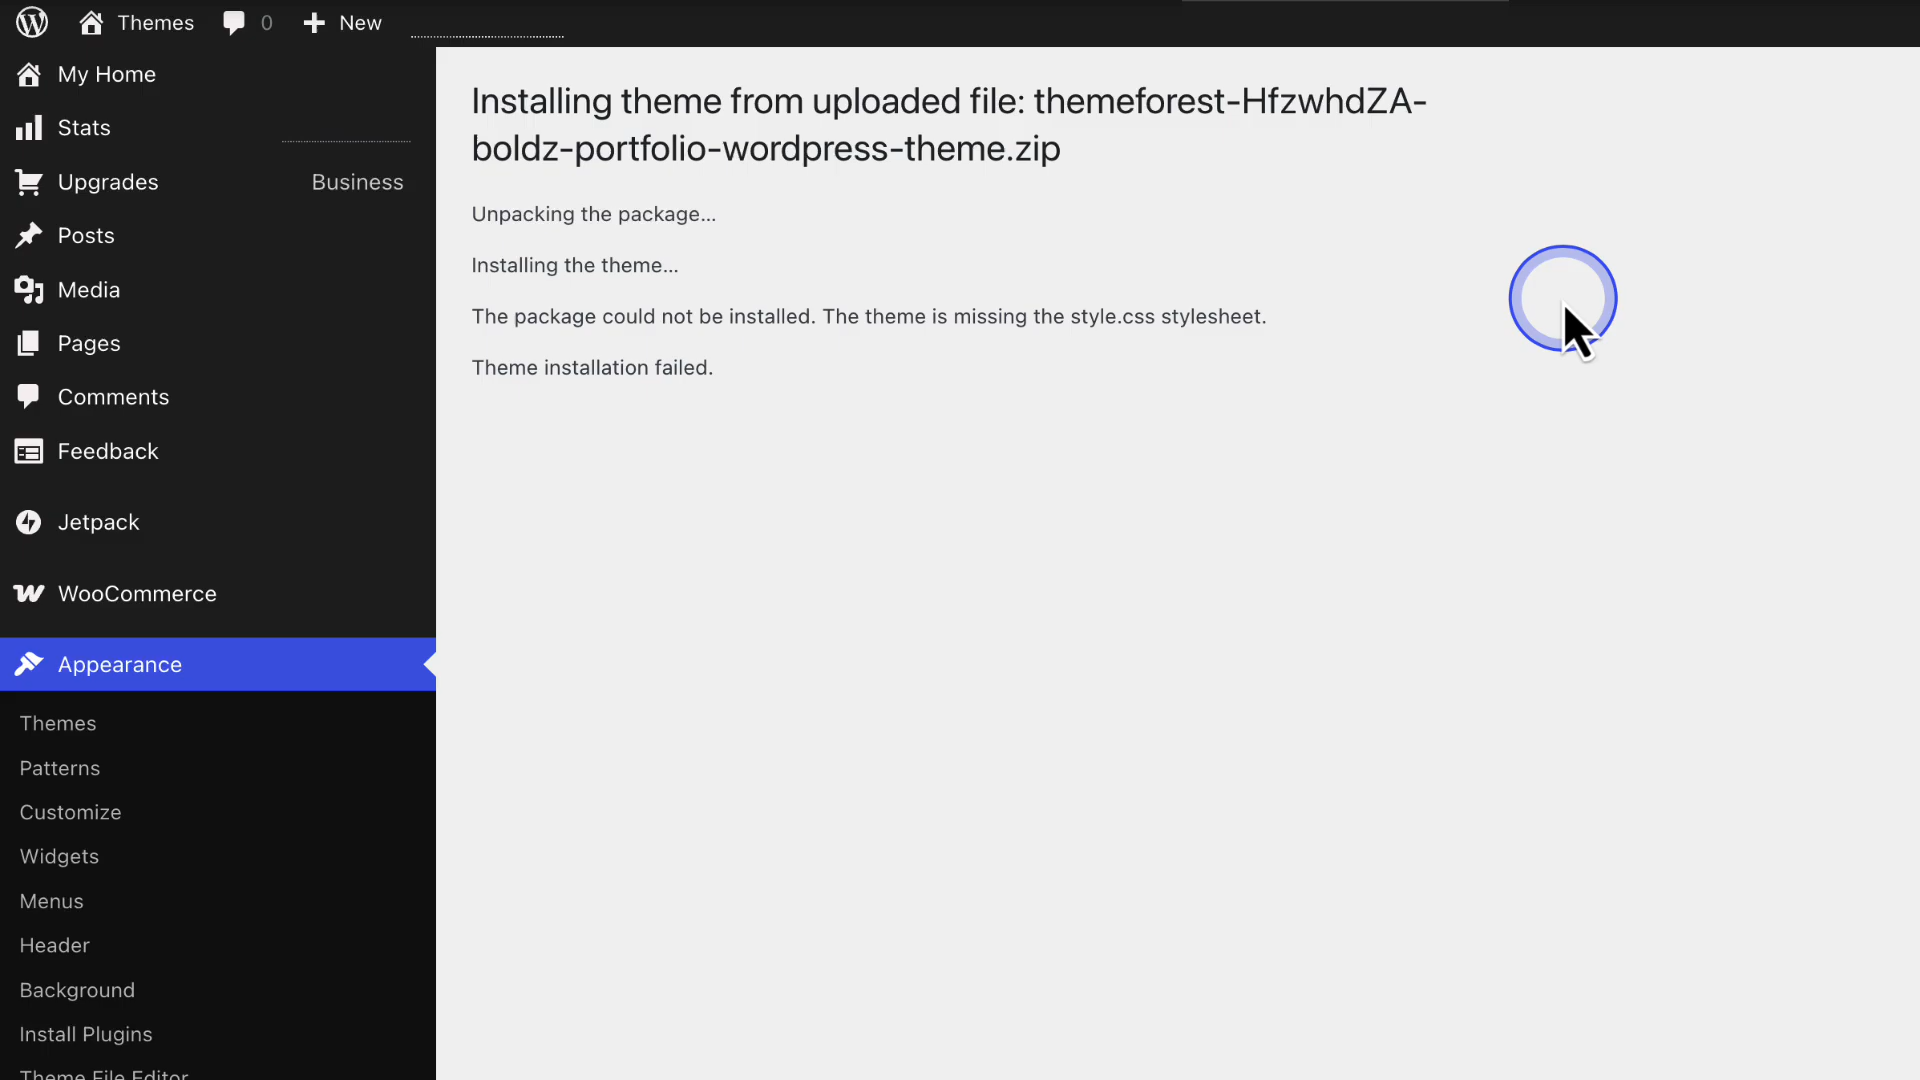 Themes 0 New
My Home
Stats
Upgrades Business
Posts
Media
Pages
Comments
Feedback
Jetpack
WooCommerce
Appearance
Themes
Patterns
Customize
Widgets
Menus
Header
Background
Install Plugins
Theme File Editor
Installing theme from uploaded file: themeforest-HfzwhdZA-
boldz-portfolio-wordpress-theme.zip
Unpacking the package...
Installing the theme...
The package could not be installed. The theme is missing the style.css stylesheet.
Theme installation failed.